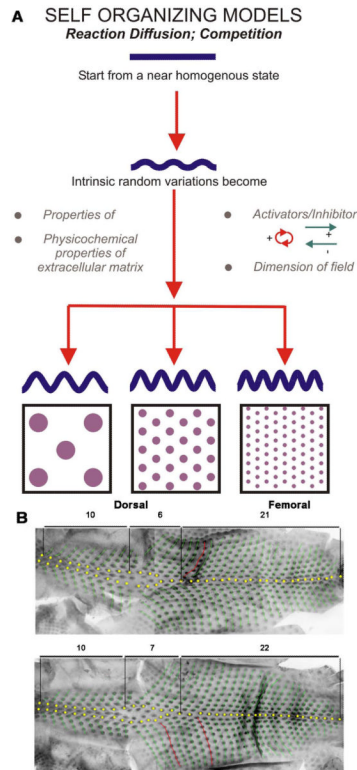 A
SELF ORGANIZING MODELS
Reaction Diffusion; Competition
Start from a near homogenous state
Intrinsic random variations become
Properties of
Physicochemical
properties of
extracellular matrix
Activators/Inhibitor
+
+
-
Dimension of field
Dorsal
Femoral
B
10
6
21
10
7
22